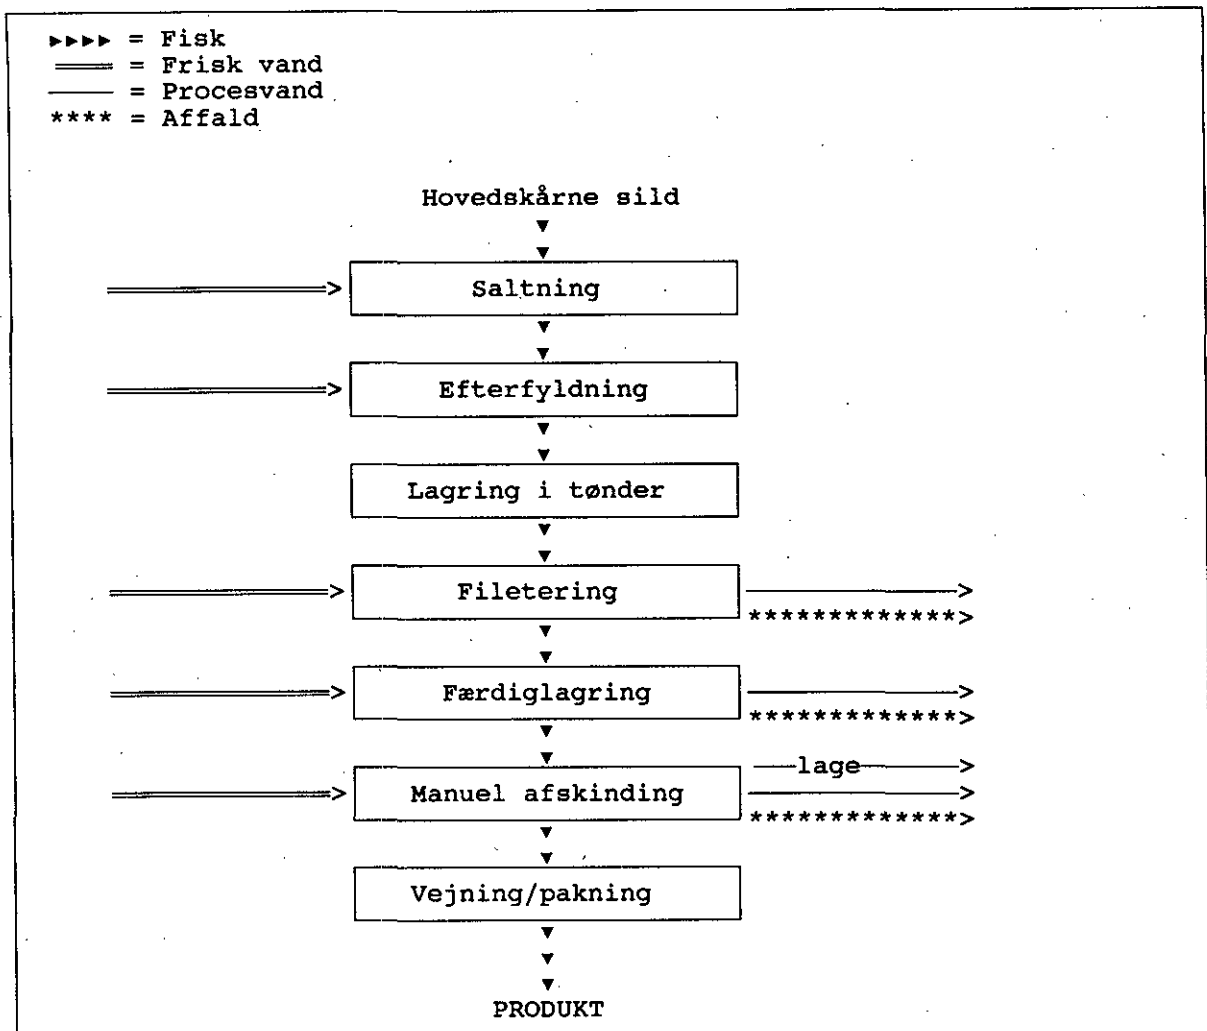 ►►►► = Fisk
═══ = Frisk vand
─── = Procesvand
**** = Affald
Hovedskårne sild
Saltning
Efterfyldning
Lagring i tønder
Filetering
*************>
Færdiglagring
*************>
lage
Manuel afskinding
*************>
Vejning/pakning
PRODUKT